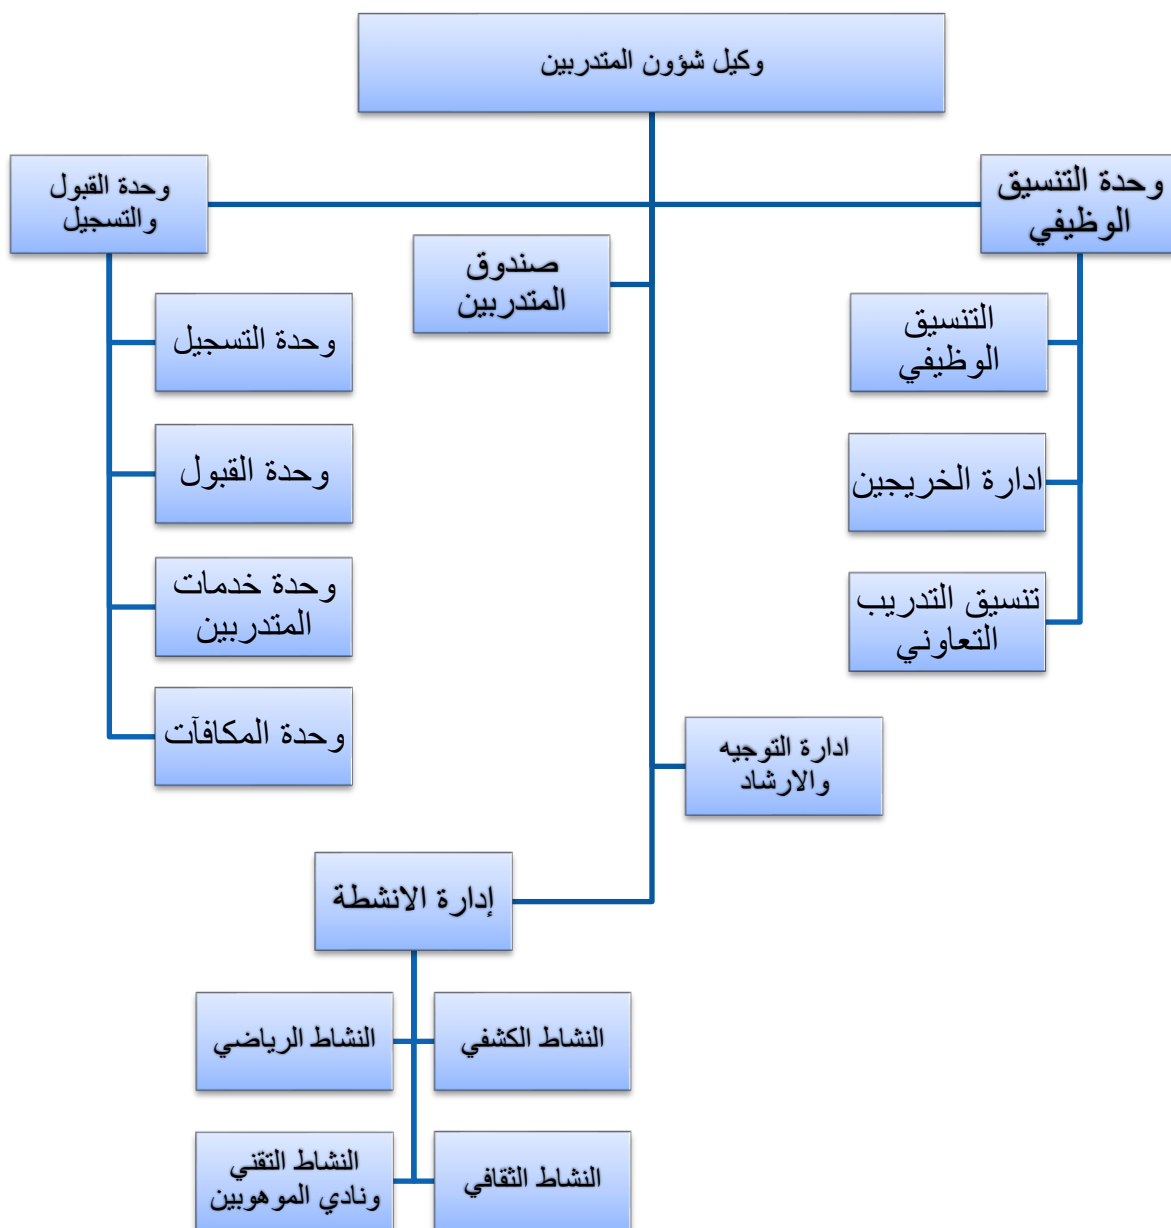 وكيل شؤون المتدربين
وحدة التنسيق
الوظيفي
وحدة القبول
والتسجيل
صندوق
المتدربين
التنسيق
الوظيفي
ادارة الخريجين
تنسيق التدريب
التعاوني
وحدة التسجيل
وحدة القبول
وحدة خدمات
المتدربين
وحدة المكافآت
ادارة التوجيه
والارشاد
إدارة الانشطة
النشاط الكشفي
النشاط الرياضي
النشاط الثقافي
النشاط التقني
ونادي الموهوبين